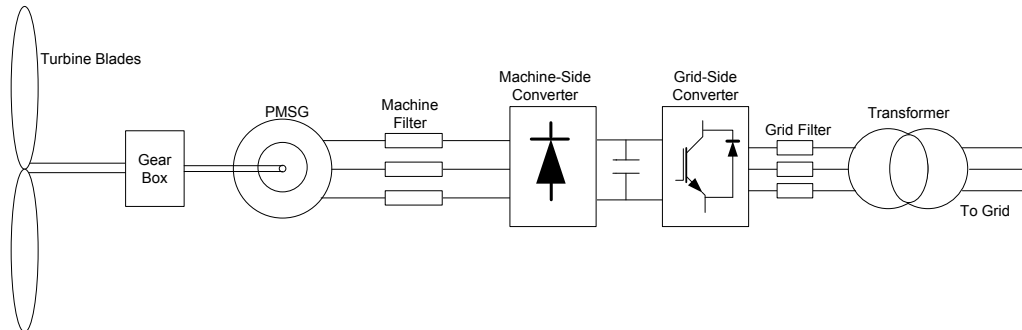 Turbine Blades
Gear
Box
PMSG
Machine
Filter
Machine-Side
Converter
Grid-Side
Converter
Grid Filter
Transformer
To Grid